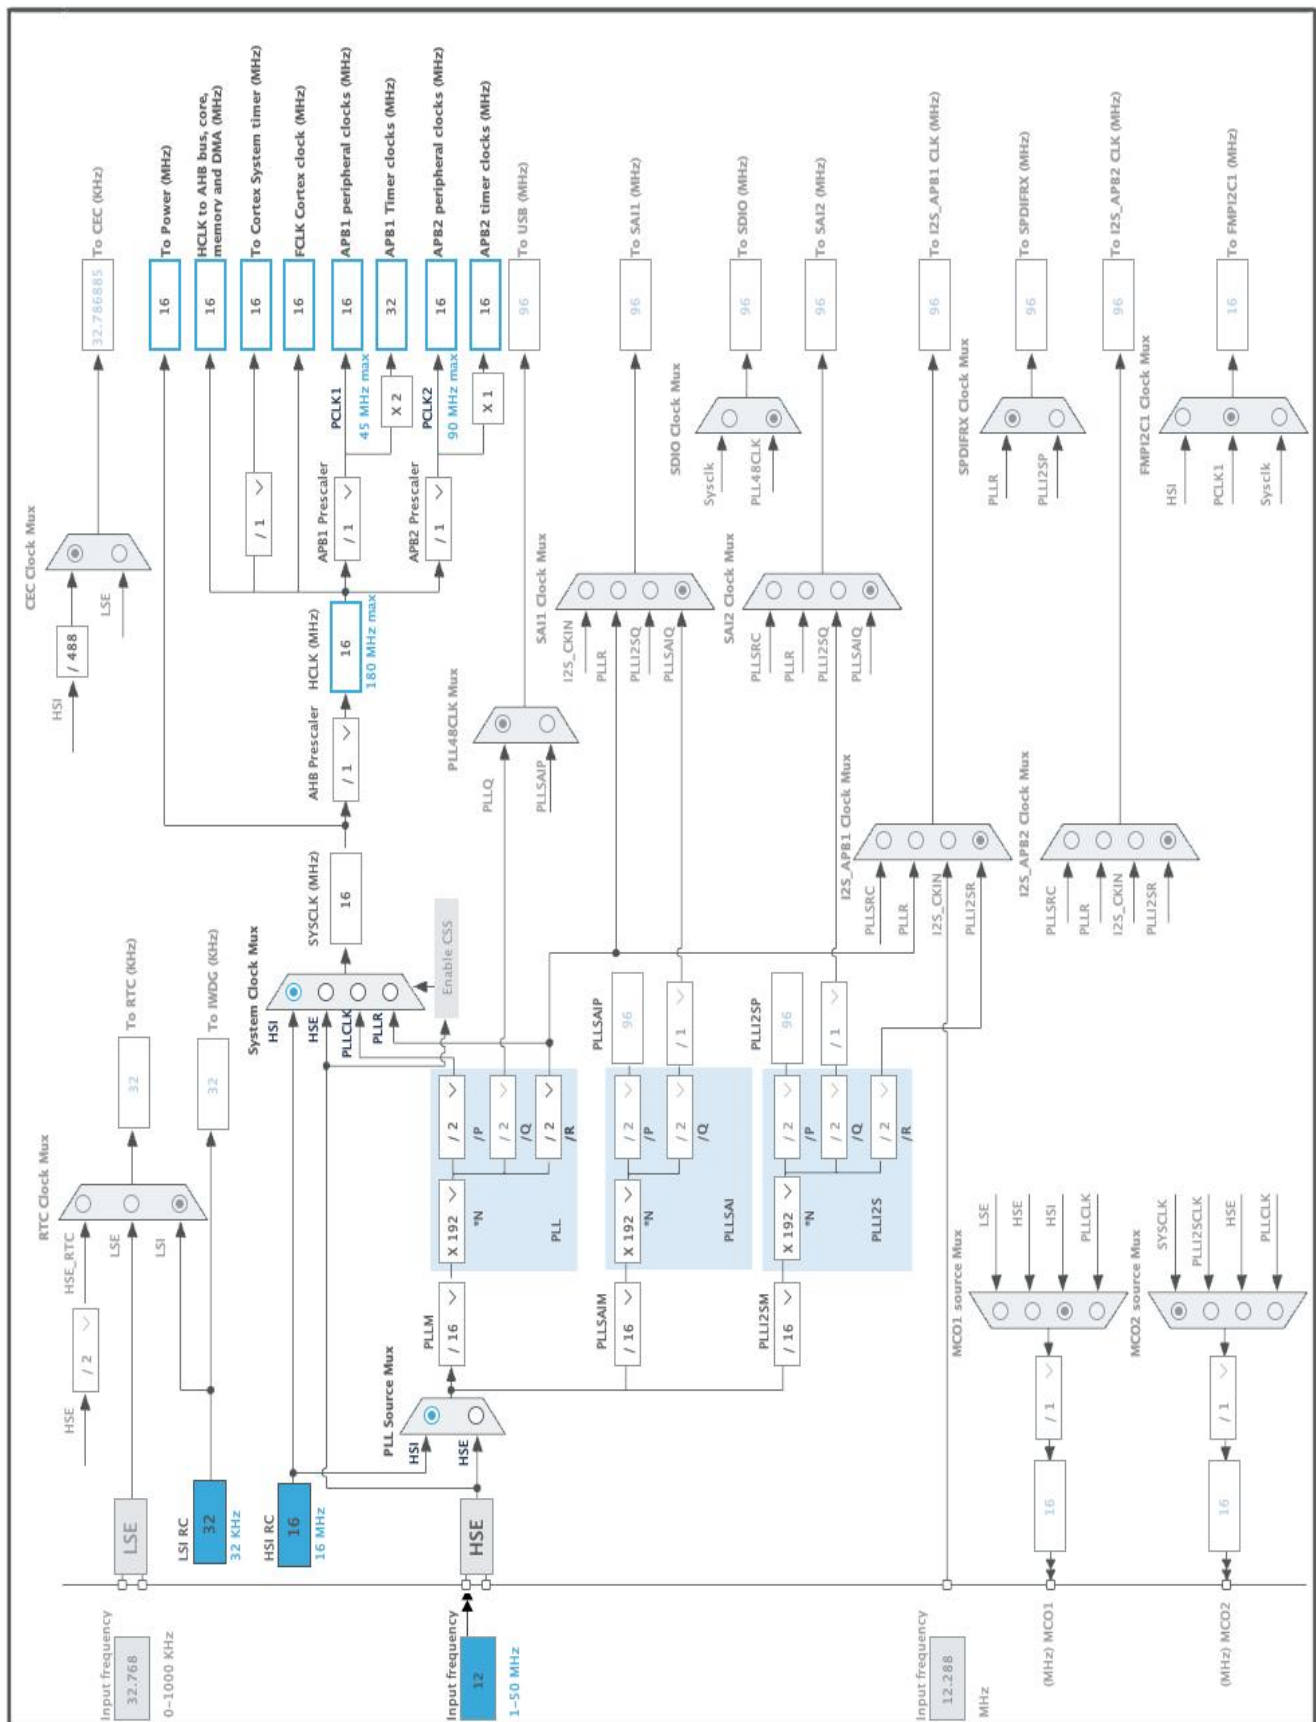 Input frequency
32.768
0-1000 KHz
LSE
HSE
/ 2
HSE_RTC
LSE
LSI
RTC Clock Mux
32
To RTC (KHz)
LSI RC
32
32 KHz
32
To IWDG (KHz)
HSI
/ 488
LSE
CEC Clock Mux
32.786885
To CEC (KHz)
HSI RC
16
16 MHz
Input frequency
12
1-50 MHz
HSE
PLL Source Mux
HSI
HSE
System Clock Mux
HSI
HSE
PLLCLK
PLLR
Enable CSS
SYSCLK (MHz)
16
AHB Prescaler
/ 1
HCLK (MHz)
16
180 MHz max
16
To Power (MHz)
16
HCLK to AHB bus, core,
memory and DMA (MHz)
/ 1
16
To Cortex System timer (MHz)
16
FCLK Cortex clock (MHz)
APB1 Prescaler
/ 1
PCLK1
45 MHz max
16
APB1 peripheral clocks (MHz)
X 2
32
APB1 Timer clocks (MHz)
APB2 Prescaler
/ 1
PCLK2
90 MHz max
16
APB2 peripheral clocks (MHz)
X 1
16
APB2 timer clocks (MHz)
PLLM
/ 16
X 192
*N
/ 2
/P
/ 2
/Q
/ 2
/R
PLL
PLLQ
PLLSAIP
PLL48CLK Mux
96
To USB (MHz)
PLLSAIM
/ 16
X 192
*N
/ 2
/P
/ 2
/Q
PLLSAI
PLLSAIP
96
/ 1
SAI1 Clock Mux
I2S_CKIN
PLLR
PLLI2SQ
PLLSAIQ
96
To SAI1 (MHz)
SDIO Clock Mux
Sysclk
PLL48CLK
96
To SDIO (MHz)
PLLI2SM
/ 16
X 192
*N
/ 2
/P
/ 2
/Q
/ 2
/R
PLLI2S
PLLI2SP
96
/ 1
SAI2 Clock Mux
PLLSRC
PLLR
PLLI2SQ
PLLSAIQ
96
To SAI2 (MHz)
Input frequency
12.288
MHz
I2S_APB1 Clock Mux
PLLSRC
PLLR
I2S_CKIN
PLLI2SR
96
To I2S_APB1 CLK (MHz)
SPDIFRX Clock Mux
PLLR
PLLI2SP
96
To SPDIFRX (MHz)
I2S_APB2 Clock Mux
PLLSRC
PLLR
I2S_CKIN
PLLI2SR
96
To I2S_APB2 CLK (MHz)
FMPI2C1 Clock Mux
HSI
PCLK1
Sysclk
16
To FMPI2C1 (MHz)
MCO1 source Mux
LSE
HSE
HSI
PLLCLK
/ 1
16
(MHz) MCO1
MCO2 source Mux
SYSCLK
PLLI2SCLK
HSE
PLLCLK
/ 1
16
(MHz) MCO2